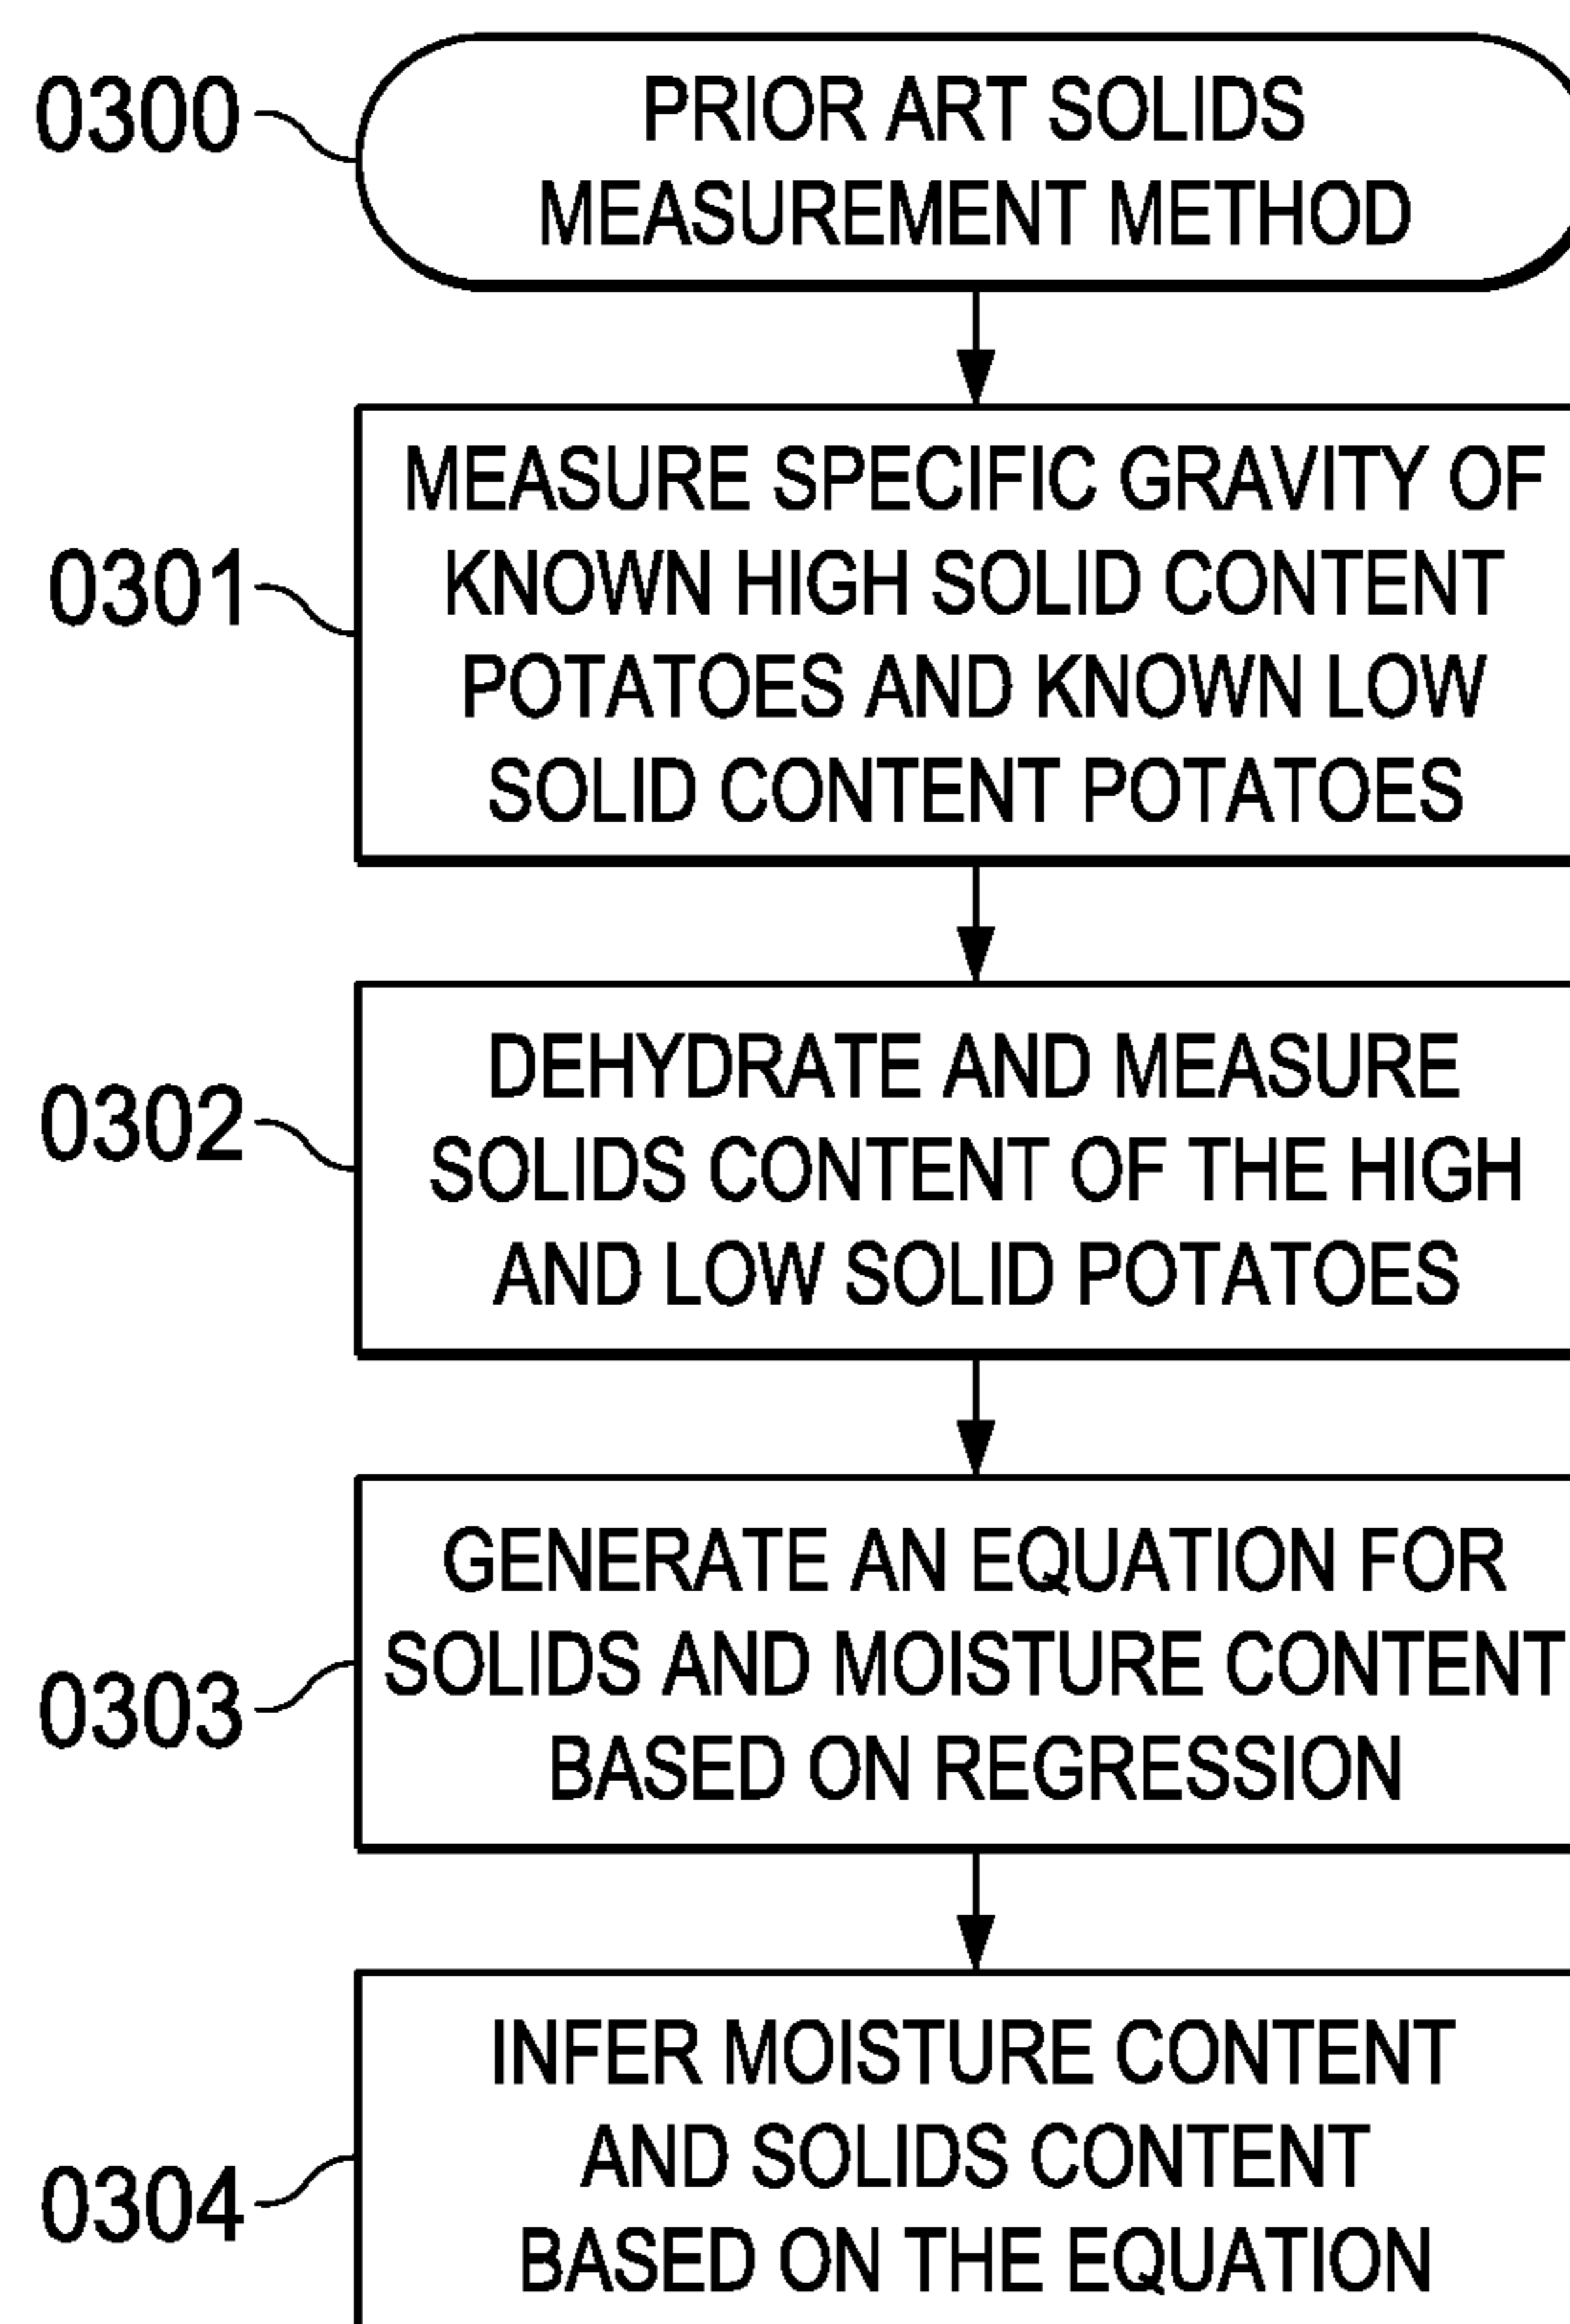 0300
PRIOR ART SOLIDS
MEASUREMENT METHOD
0301
MEASURE SPECIFIC GRAVITY OF
KNOWN HIGH SOLID CONTENT
POTATOES AND KNOWN LOW
SOLID CONTENT POTATOES
0302
DEHYDRATE AND MEASURE
SOLIDS CONTENT OF THE HIGH
AND LOW SOLID POTATOES
0303
GENERATE AN EQUATION FOR
SOLIDS AND MOISTURE CONTENT
BASED ON REGRESSION
0304
INFER MOISTURE CONTENT
AND SOLIDS CONTENT
BASED ON THE EQUATION